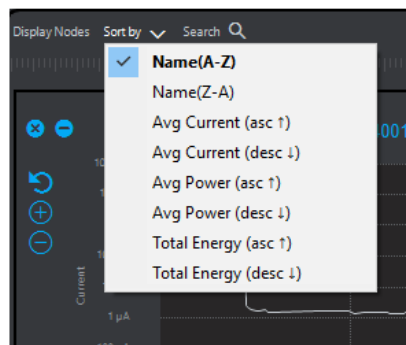 Display Nodes Sort by Search
Name(A-Z)
Name(Z-A)
Avg Current (asc ↑)
Avg Current (desc ↓)
Avg Power (asc ↑)
Avg Power (desc ↓)
Total Energy (asc ↑)
Total Energy (desc ↓)
Current
1 µA